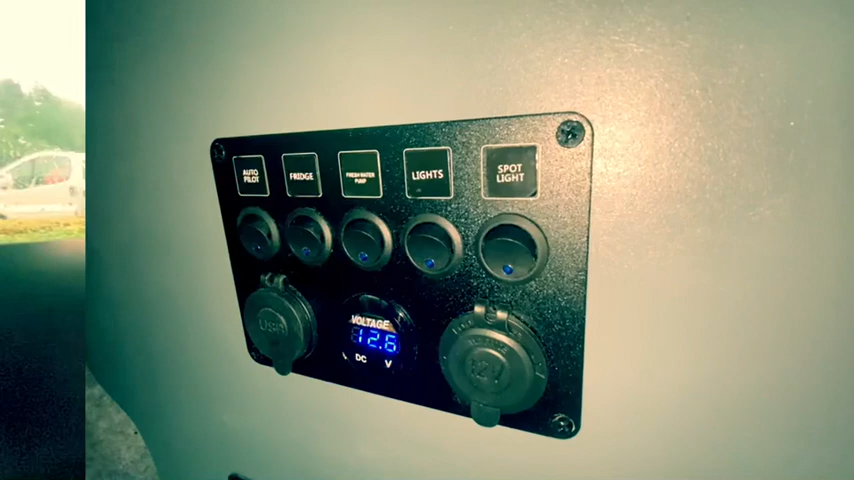 AUTO
PILOT
FRIDGE
FRESH WATER
PUMP
LIGHTS
SPOT
LIGHT
USB
VOLTAGE
12.6
DC V
12V